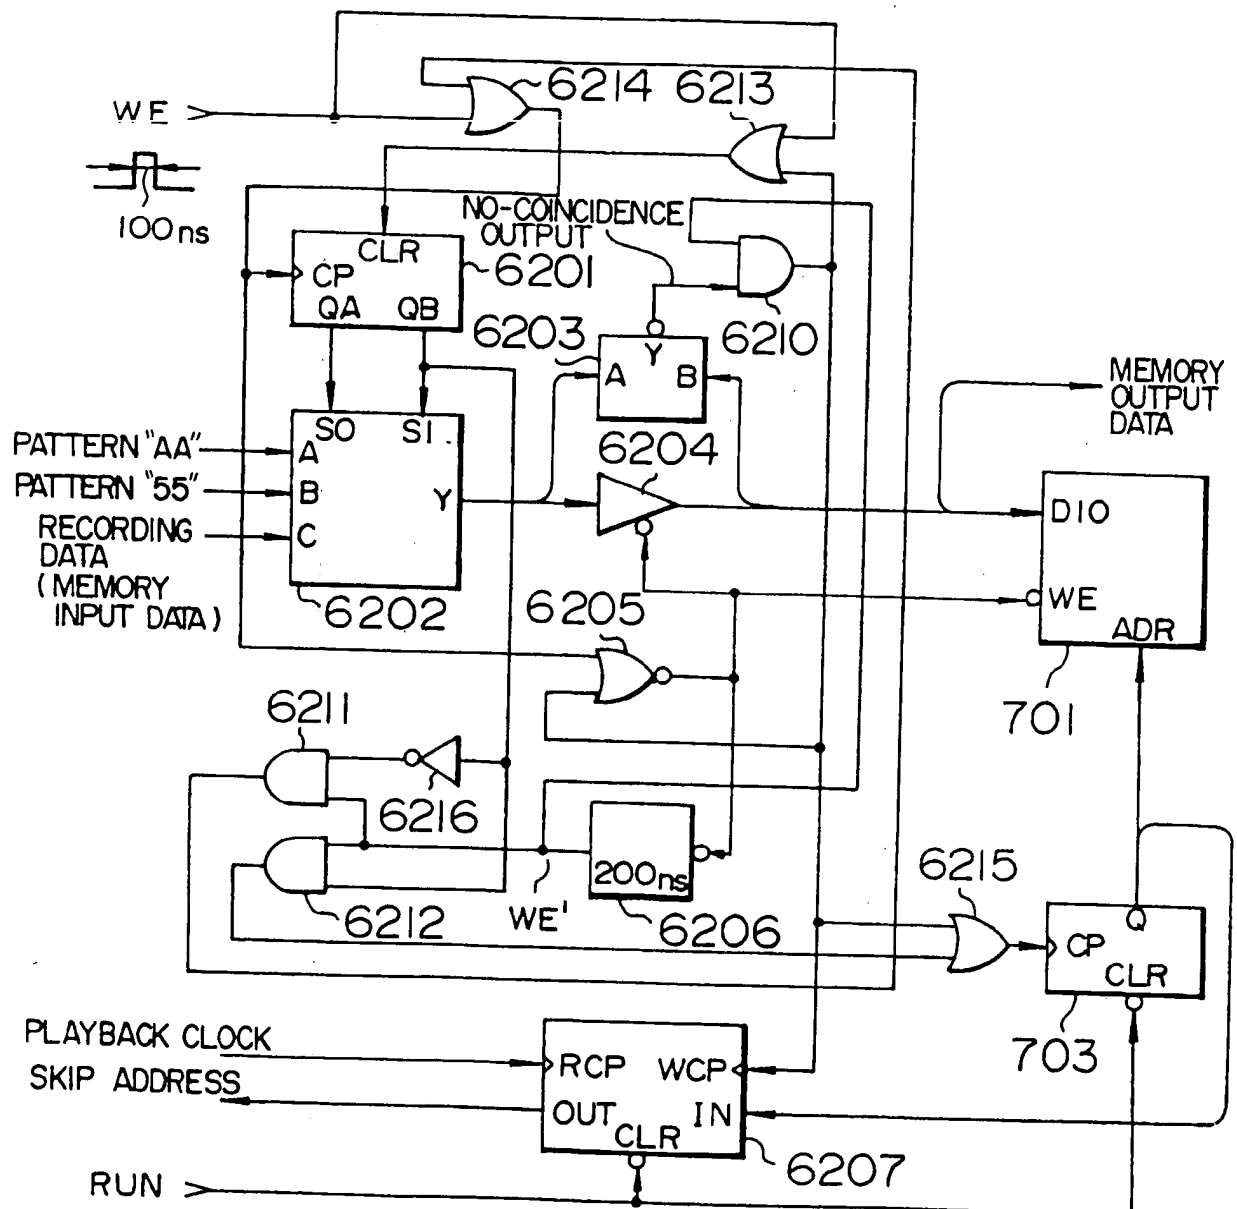 6214 6213
WE
100ns
NO-COINCIDENCE
OUTPUT
CLR
CP
6201
QA QB
6203
Y
A B
6210
MEMORY
OUTPUT
DATA
S0 S1
6204
PATTERN "AA"
A
PATTERN "55"
B
Y
RECORDING
DATA
(MEMORY
INPUT DATA)
C
DIO
WE
ADR
6202
6205
701
6211
6216
200ns
6215
6212
WE'
6206
Q
CP
CLR
703
PLAYBACK CLOCK
RCP WCP
SKIP ADDRESS
OUT IN
CLR
6207
RUN